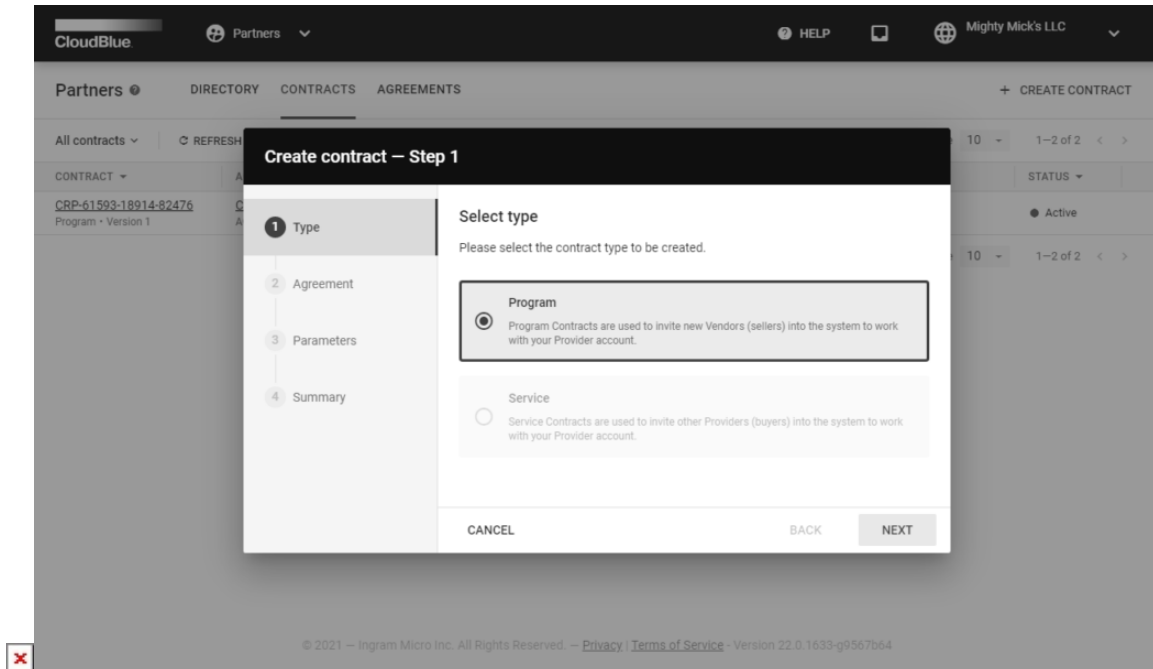 CloudBlue.
Partners
HELP
Mighty Mick's LLC
Partners
DIRECTORY
CONTRACTS
AGREEMENTS
+ CREATE CONTRACT
All contracts
REFRESH
10
1–2 of 2
CONTRACT
A
STATUS
CRP-61593-18914-82476
C
Program • Version 1
A
Active
10
1–2 of 2
Create contract — Step 1
1 Type
2 Agreement
3 Parameters
4 Summary
Select type
Please select the contract type to be created.
Program
Program Contracts are used to invite new Vendors (sellers) into the system to work
with your Provider account.
Service
Service Contracts are used to invite other Providers (buyers) into the system to work
with your Provider account.
CANCEL
BACK
NEXT
© 2021 — Ingram Micro Inc. All Rights Reserved. — Privacy | Terms of Service - Version 22.0.1633-g9567b64